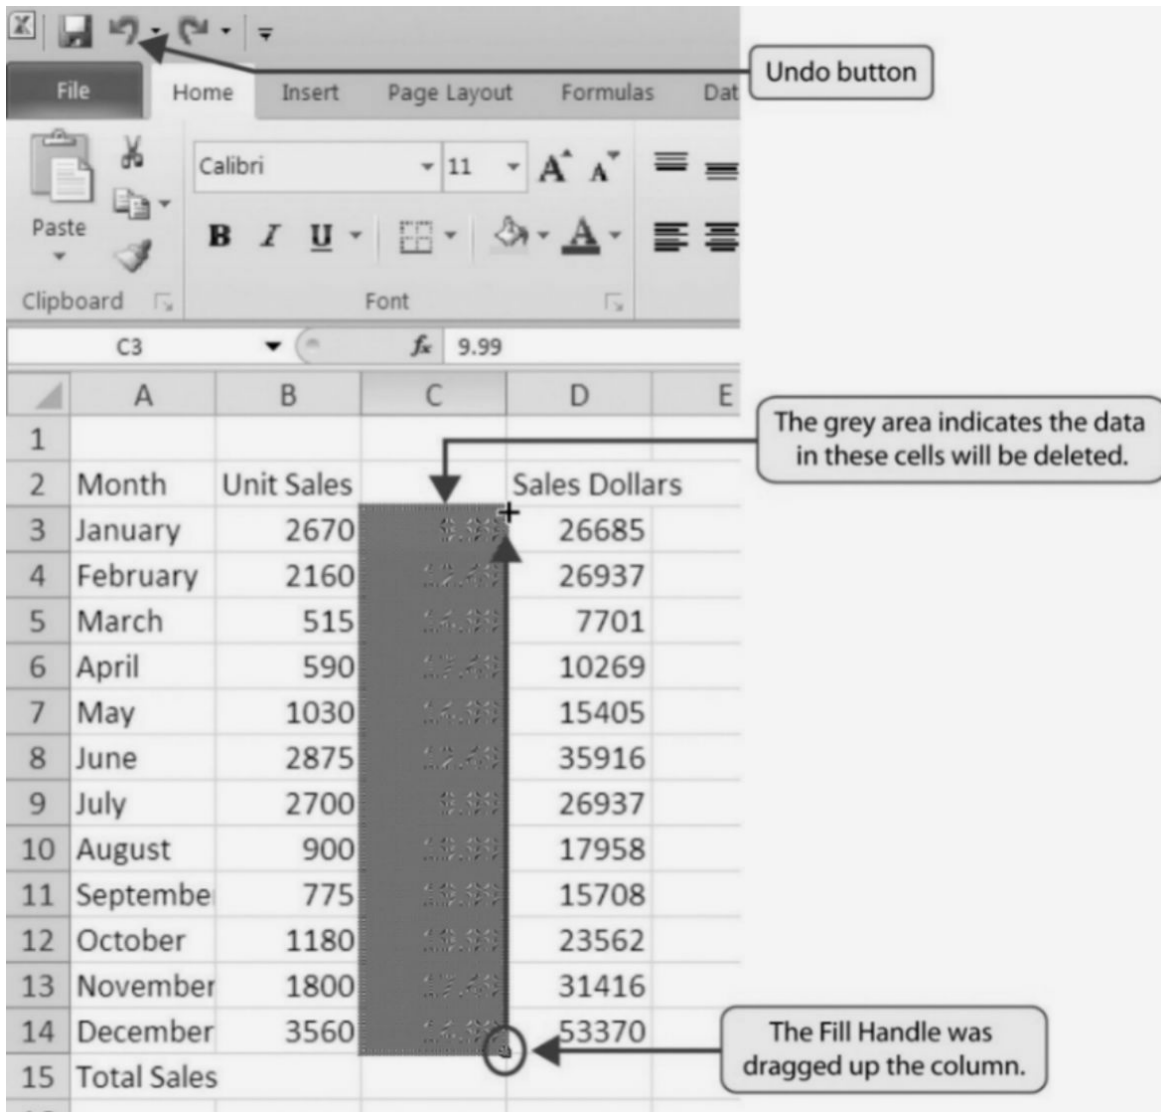 Undo button
File Home Insert Page Layout Formulas Dat
Calibri 11 A A
Paste B I U A
Clipboard Font
C3 fx 9.99
A B C D E
The grey area indicates the data
in these cells will be deleted.
1
2 Month Unit Sales Sales Dollars
3 January 2670 9.99 26685
4 February 2160 26937
5 March 515 7701
6 April 590 10269
7 May 1030 15405
8 June 2875 35916
9 July 2700 26937
10 August 900 17958
11 Septembe 775 15708
12 October 1180 23562
13 November 1800 31416
14 December 3560 53370
The Fill Handle was
dragged up the column.
15 Total Sales